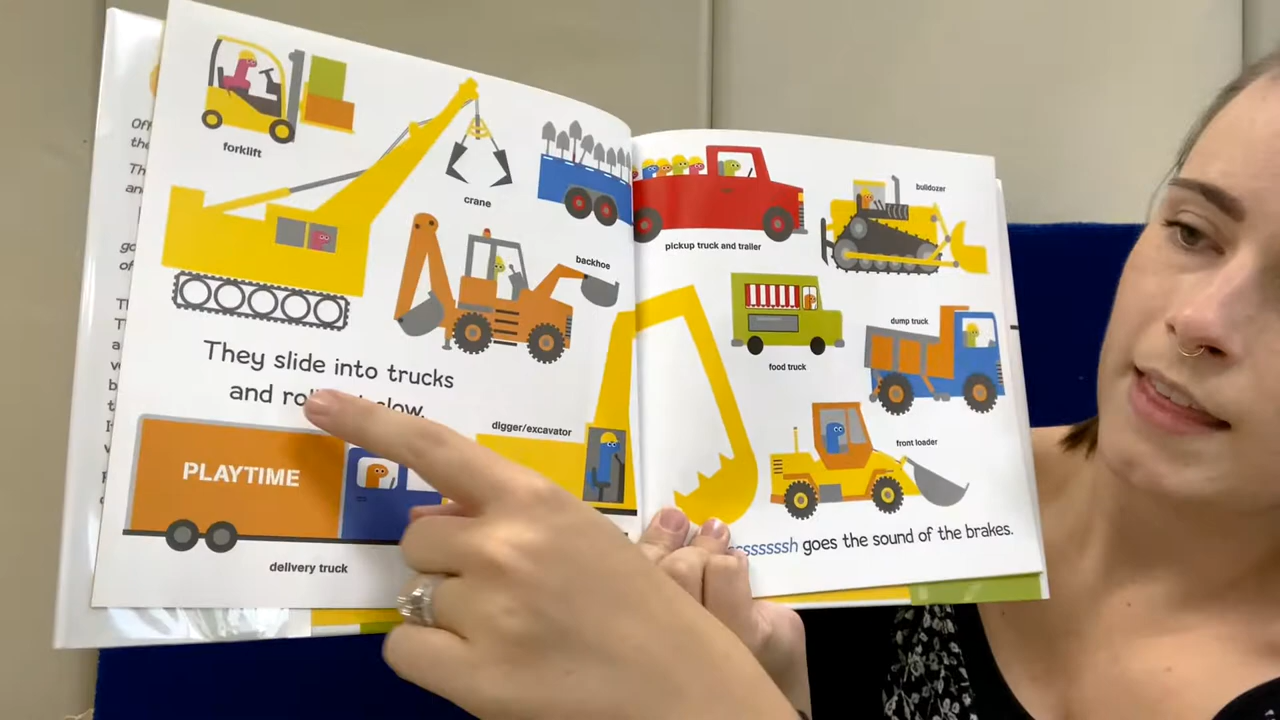 forklift
crane
backhoe
They slide into trucks
and
PLAYTIME
delivery truck
digger/excavator
pickup truck and trailer
bulldozer
food truck
dump truck
front loader
goes the sound of the brakes.